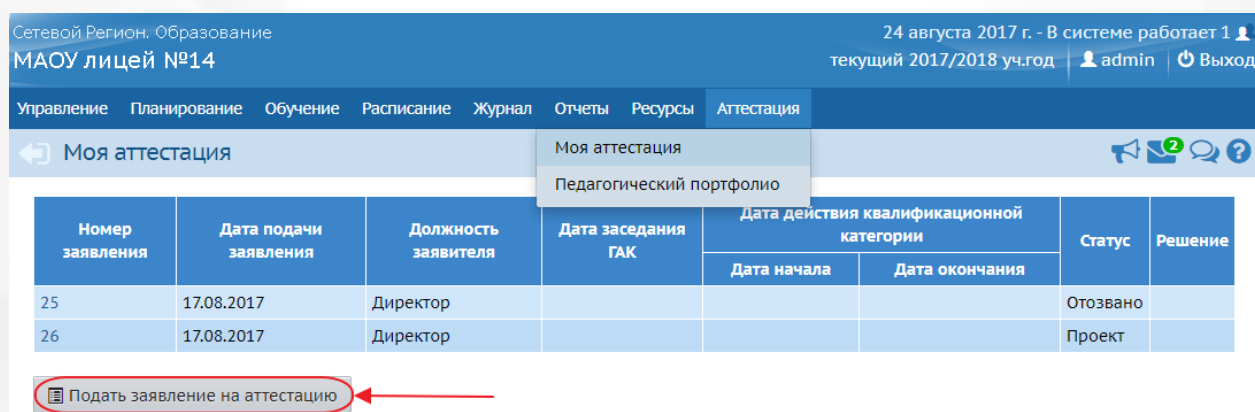 Сетевой Регион. Образование
24 августа 2017 г. - В системе работает 1
МАОУ лицей №14
текущий 2017/2018 уч.год admin Выход
Управление Планирование Обучение Расписание Журнал Отчеты Ресурсы Аттестация
Моя аттестация
2
Моя аттестация
Педагогический портфолио
Номер заявления
Дата подачи заявления
Должность заявителя
Дата заседания ГАК
Дата действия квалификационной категории
Дата начала
Дата окончания
Статус
Решение
25 17.08.2017 Директор Отозвано
26 17.08.2017 Директор Проект
Подать заявление на аттестацию